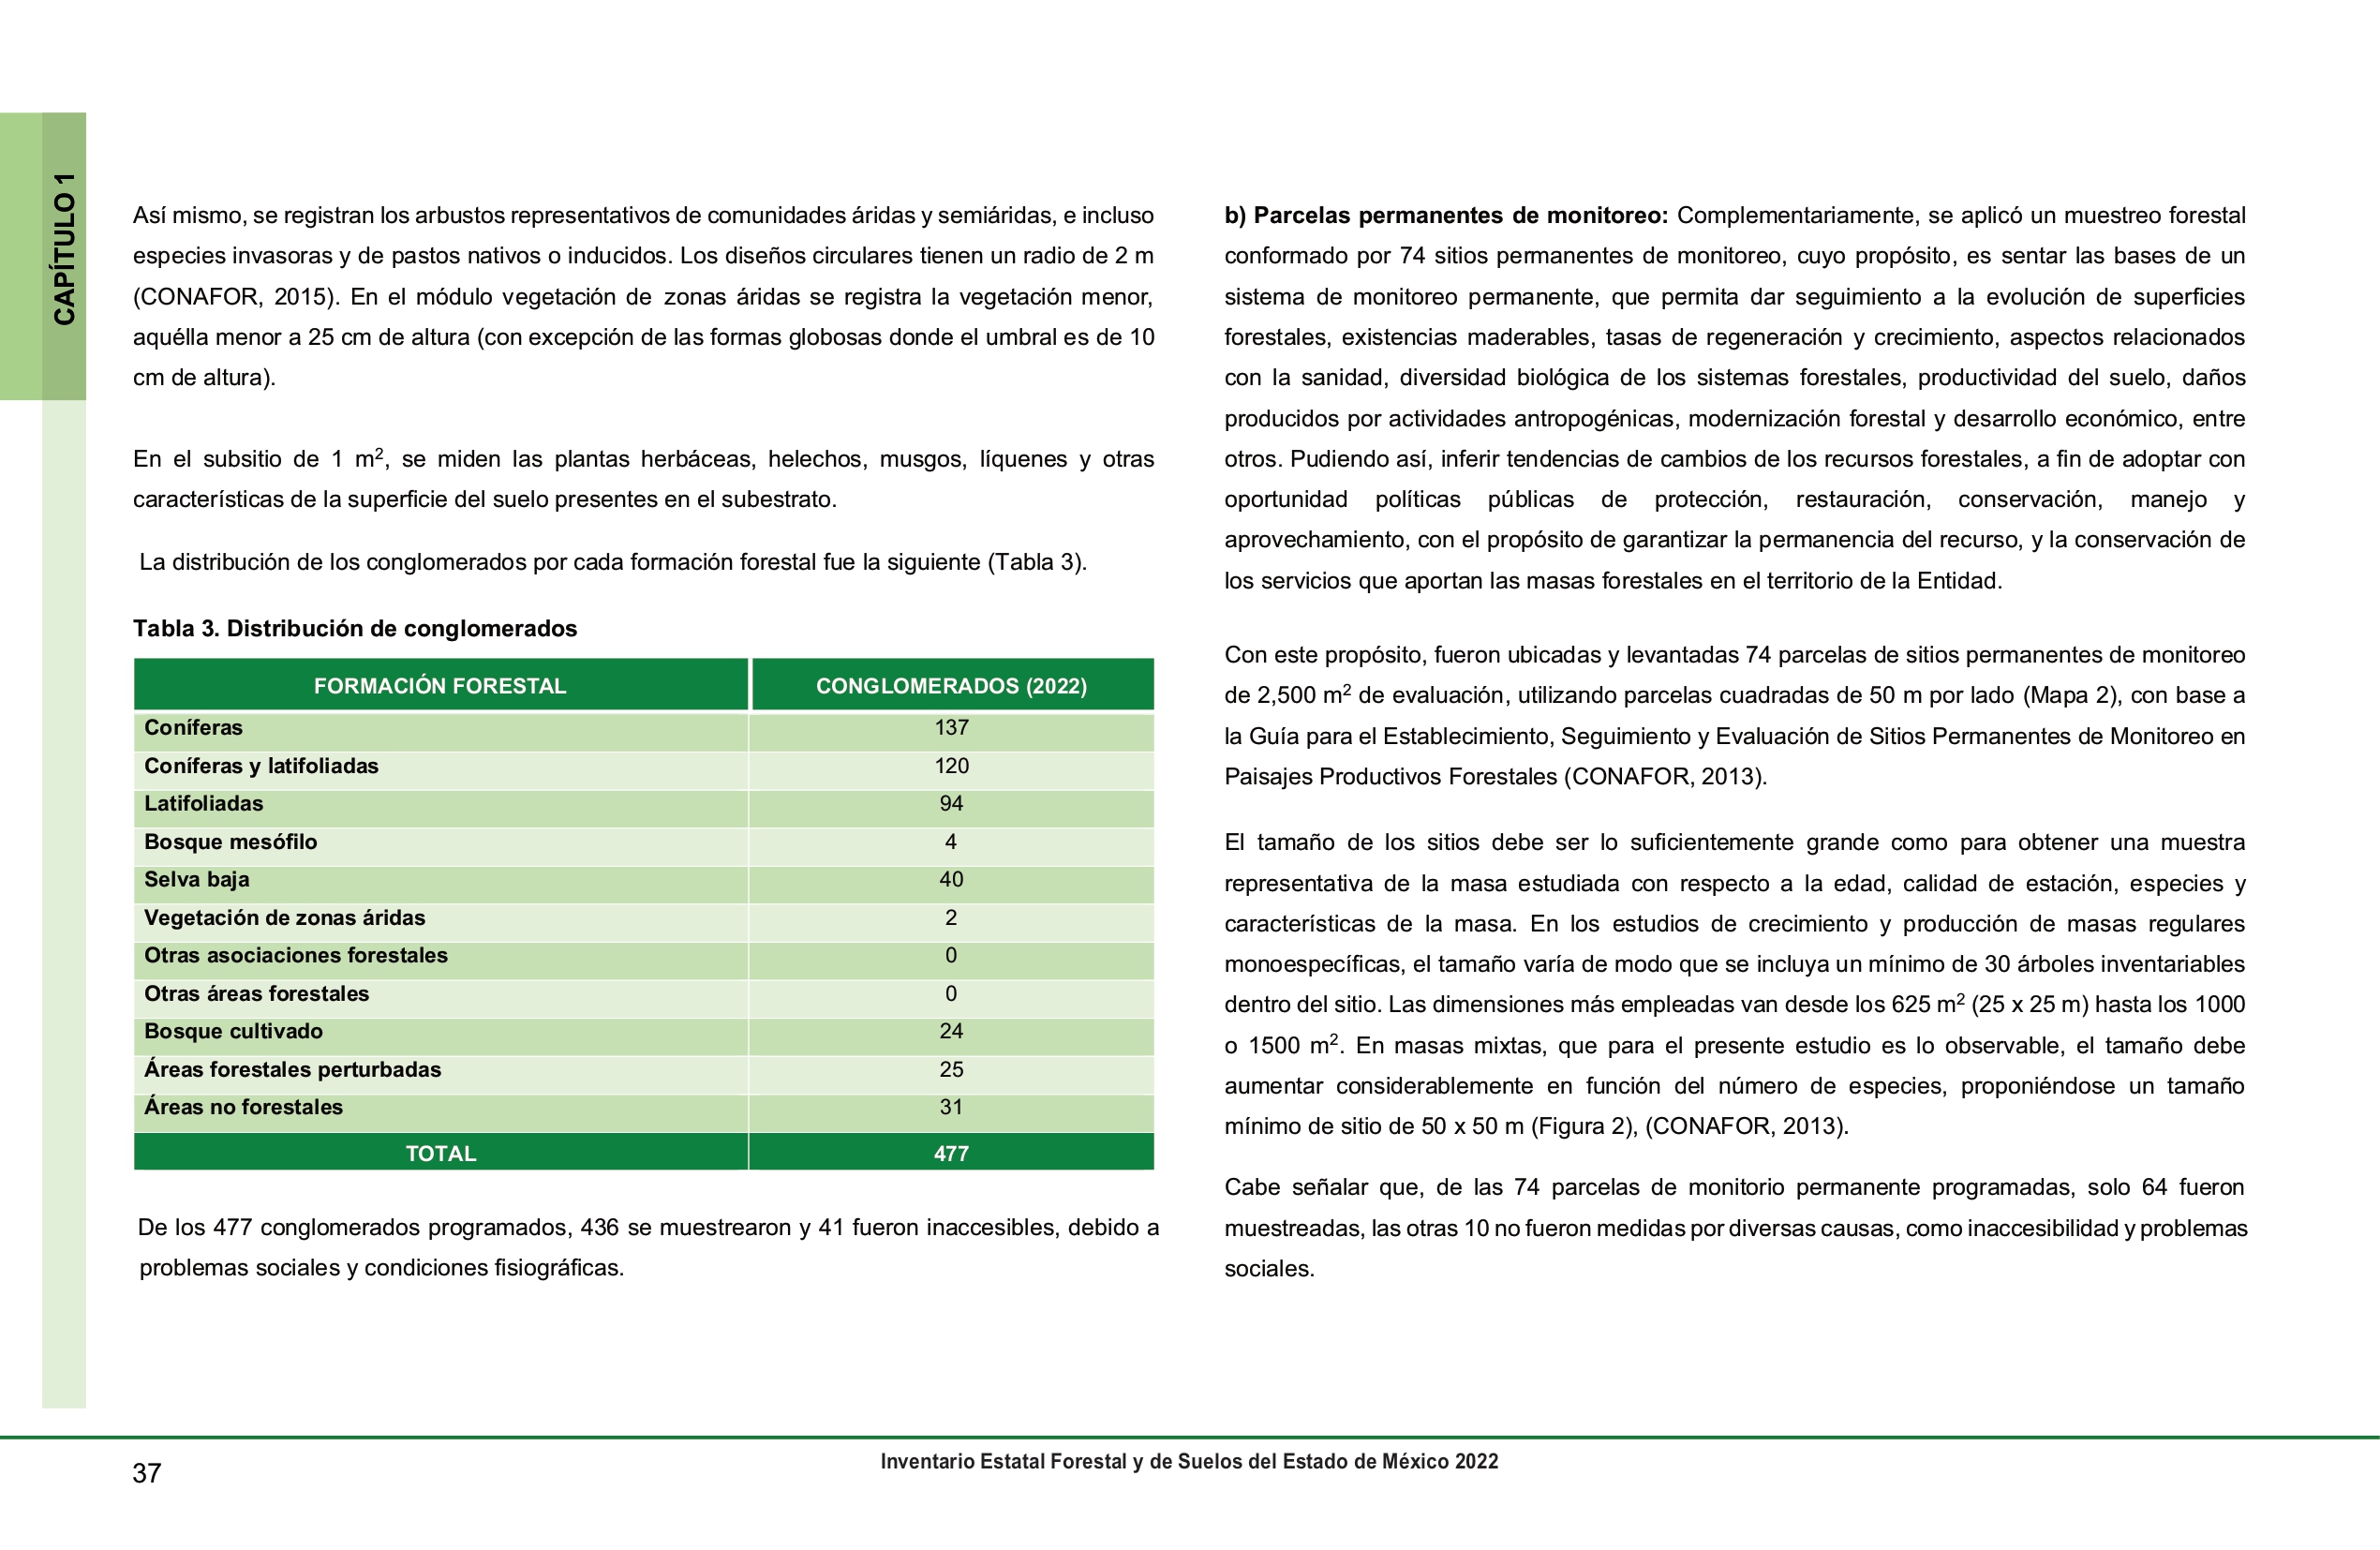 CAPÍTULO 1
Así mismo, se registran los arbustos representativos de comunidades áridas y semiáridas, e incluso
especies invasoras y de pastos nativos o inducidos. Los diseños circulares tienen un radio de 2 m
(CONAFOR, 2015). En el módulo vegetación de zonas áridas se registra la vegetación menor,
aquélla menor a 25 cm de altura (con excepción de las formas globosas donde el umbral es de 10
cm de altura).
En el subsitio de 1 m², se miden las plantas herbáceas, helechos, musgos, líquenes y otras
características de la superficie del suelo presentes en el subestrato.
La distribución de los conglomerados por cada formación forestal fue la siguiente (Tabla 3).
Tabla 3. Distribución de conglomerados
FORMACIÓN FORESTAL CONGLOMERADOS (2022)
Coníferas 137
Coníferas y latifoliadas 120
Latifoliadas 94
Bosque mesófilo 4
Selva baja 40
Vegetación de zonas áridas 2
Otras asociaciones forestales 0
Otras áreas forestales 0
Bosque cultivado 24
Áreas forestales perturbadas 25
Áreas no forestales 31
TOTAL 477
De los 477 conglomerados programados, 436 se muestrearon y 41 fueron inaccesibles, debido a
problemas sociales y condiciones fisiográficas.
b) Parcelas permanentes de monitoreo: Complementariamente, se aplicó un muestreo forestal
conformado por 74 sitios permanentes de monitoreo, cuyo propósito, es sentar las bases de un
sistema de monitoreo permanente, que permita dar seguimiento a la evolución de superficies
forestales, existencias maderables, tasas de regeneración y crecimiento, aspectos relacionados
con la sanidad, diversidad biológica de los sistemas forestales, productividad del suelo, daños
producidos por actividades antropogénicas, modernización forestal y desarrollo económico, entre
otros. Pudiendo así, inferir tendencias de cambios de los recursos forestales, a fin de adoptar con
oportunidad políticas públicas de protección, restauración, conservación, manejo y
aprovechamiento, con el propósito de garantizar la permanencia del recurso, y la conservación de
los servicios que aportan las masas forestales en el territorio de la Entidad.
Con este propósito, fueron ubicadas y levantadas 74 parcelas de sitios permanentes de monitoreo
de 2,500 m² de evaluación, utilizando parcelas cuadradas de 50 m por lado (Mapa 2), con base a
la Guía para el Establecimiento, Seguimiento y Evaluación de Sitios Permanentes de Monitoreo en
Paisajes Productivos Forestales (CONAFOR, 2013).
El tamaño de los sitios debe ser lo suficientemente grande como para obtener una muestra
representativa de la masa estudiada con respecto a la edad, calidad de estación, especies y
características de la masa. En los estudios de crecimiento y producción de masas regulares
monoespecíficas, el tamaño varía de modo que se incluya un mínimo de 30 árboles inventariables
dentro del sitio. Las dimensiones más empleadas van desde los 625 m² (25 x 25 m) hasta los 1000
o 1500 m². En masas mixtas, que para el presente estudio es lo observable, el tamaño debe
aumentar considerablemente en función del número de especies, proponiéndose un tamaño
mínimo de sitio de 50 x 50 m (Figura 2), (CONAFOR, 2013).
Cabe señalar que, de las 74 parcelas de monitorio permanente programadas, solo 64 fueron
muestreadas, las otras 10 no fueron medidas por diversas causas, como inaccesibilidad y problemas
sociales.
37
Inventario Estatal Forestal y de Suelos del Estado de México 2022